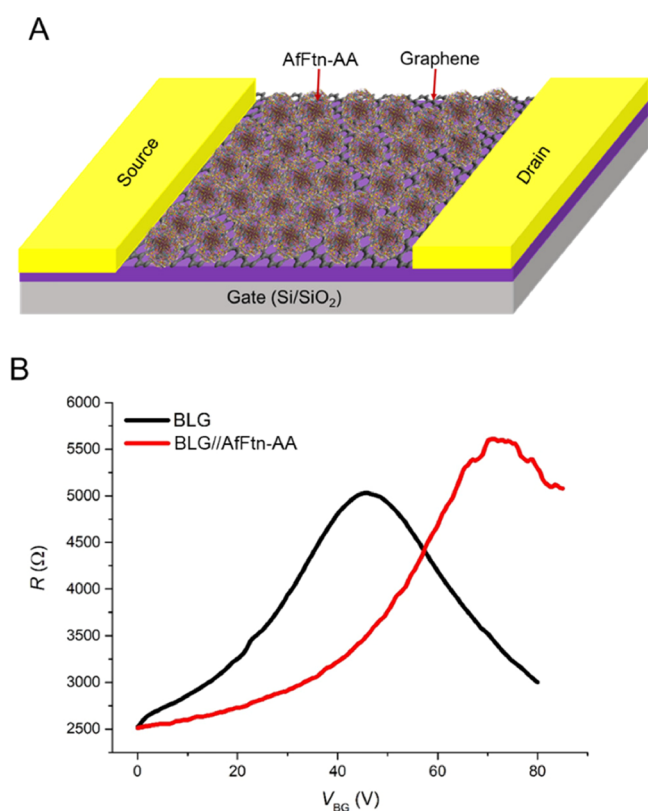 A
AfFtn-AA
Graphene
Source
Drain
Gate (Si/SiO₂)
B
BLG
BLG//AfFtn-AA
6000
5500
5000
4500
4000
3500
3000
2500
R (Ω)
0
20
40
60
80
V_BG (V)